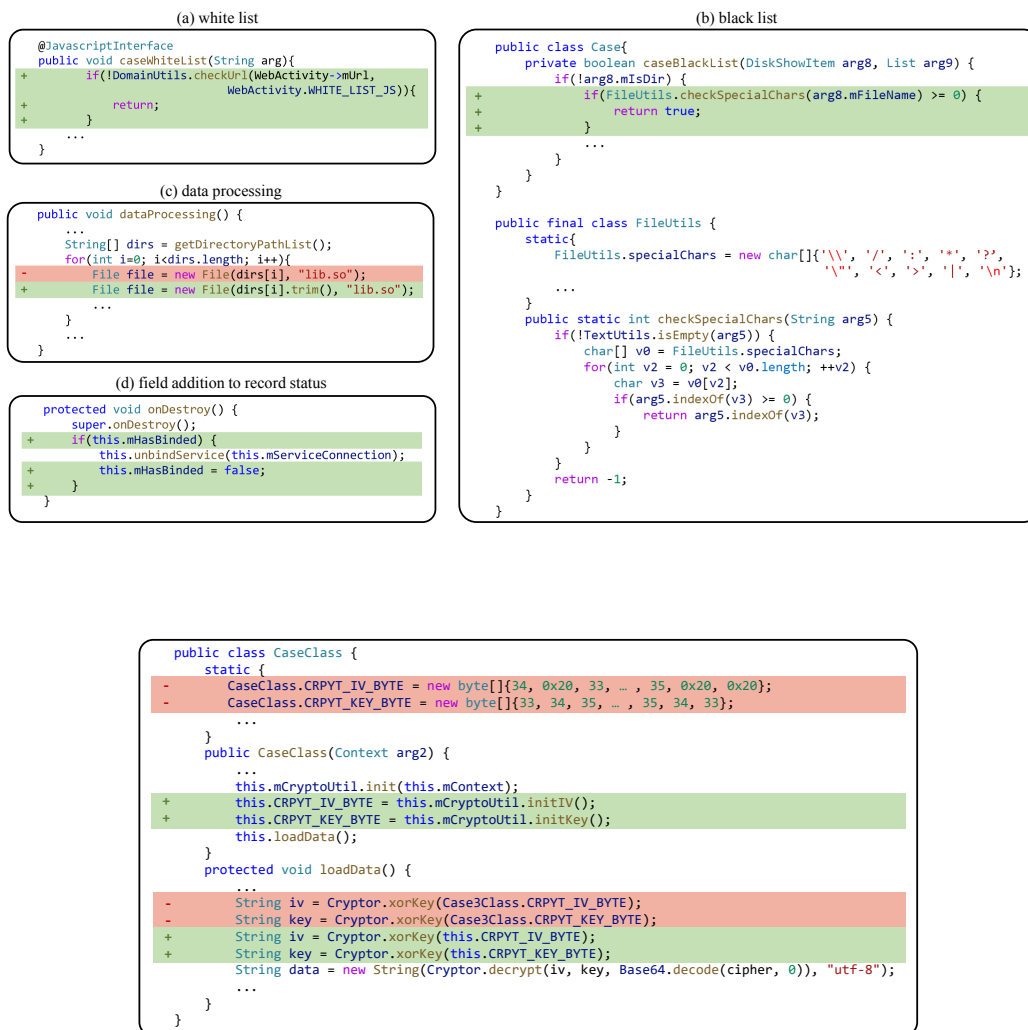 (a) white list
@JavascriptInterface
public void caseWhiteList(String arg){
+ if(!DomainUtils.checkUrl(WebActivity->mUrl,
WebActivity.WHITE_LIST_JS)){
+ return;
+ }
...
}
(c) data processing
public void dataProcessing() {
...
String[] dirs = getDirectoryPathList();
for(int i=0; i<dirs.length; i++){
- File file = new File(dirs[i], "lib.so");
+ File file = new File(dirs[i].trim(), "lib.so");
...
}
...
}
(d) field addition to record status
protected void onDestroy() {
super.onDestroy();
+ if(this.mHasBinded) {
this.unbindService(this.mServiceConnection);
+ this.mHasBinded = false;
+ }
}
(b) black list
public class Case{
private boolean caseBlackList(DiskShowItem arg8, List arg9) {
if(!arg8.mIsDir) {
+ if(FileUtils.checkSpecialChars(arg8.mFileName) >= 0) {
+ return true;
+ }
...
}
}
}
public final class FileUtils {
static{
FileUtils.specialChars = new char[]{'\\', '/', ':', '*', '?’,
'\"', '<', '>', '|', '\n'};
...
}
public static int checkSpecialChars(String arg5) {
if(!TextUtils.isEmpty(arg5)) {
char[] v0 = FileUtils.specialChars;
for(int v2 = 0; v2 < v0.length; ++v2) {
char v3 = v0[v2];
if(arg5.indexOf(v3) >= 0) {
return arg5.indexOf(v3);
}
}
}
return -1;
}
}
public class CaseClass {
static {
- CaseClass.CRPYT_IV_BYTE = new byte[]{34, 0x20, 33, … , 35, 0x20, 0x20};
- CaseClass.CRPYT_KEY_BYTE = new byte[]{33, 34, 35, … , 35, 34, 33};
...
}
public CaseClass(Context arg2) {
...
this.mCryptoUtil.init(this.mContext);
+ this.CRPYT_IV_BYTE = this.mCryptoUtil.initIV();
+ this.CRPYT_KEY_BYTE = this.mCryptoUtil.initKey();
this.loadData();
}
protected void loadData() {
...
- String iv = Cryptor.xorKey(Case3Class.CRPYT_IV_BYTE);
- String key = Cryptor.xorKey(Case3Class.CRPYT_KEY_BYTE);
+ String iv = Cryptor.xorKey(this.CRPYT_IV_BYTE);
+ String key = Cryptor.xorKey(this.CRPYT_KEY_BYTE);
String data = new String(Cryptor.decrypt(iv, key, Base64.decode(cipher, 0)), "utf-8");
...
}
}